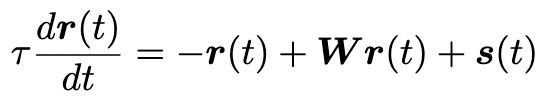 τ d𝒓(t)/dt = −𝒓(t) + 𝑾𝒓(t) + 𝒔(t)